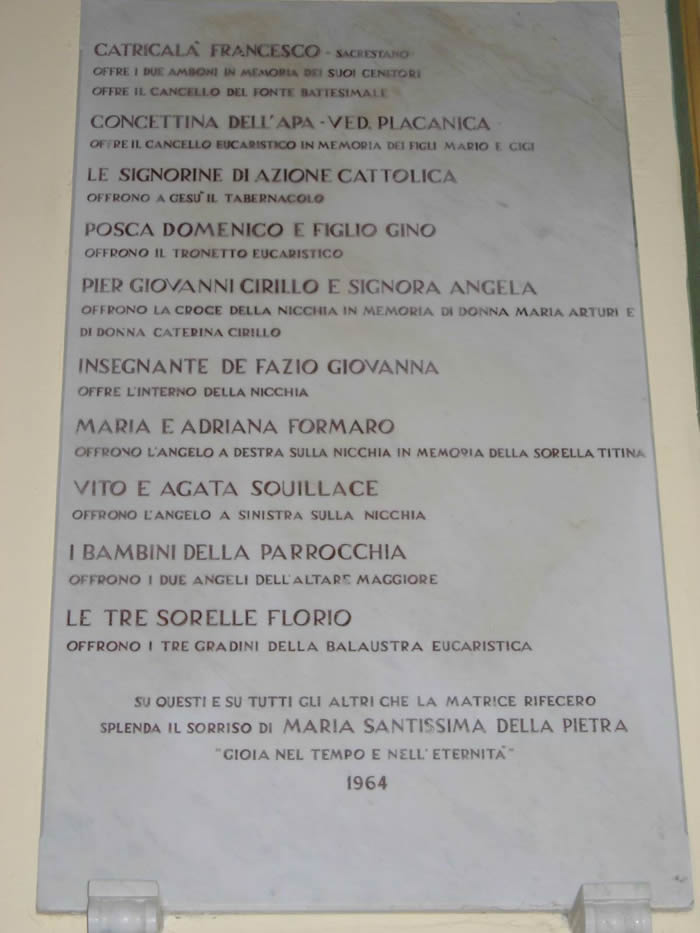 CATRICALA' FRANCESCO - SACRESTANO
OFFRE I DUE AMBONI IN MEMORIA DEI SUOI GENITORI
OFFRE IL CANCELLO DEL FONTE BATTESIMALE
CONCETTINA DELL'APA - VED. PLACANICA
OFFRE IL CANCELLO EUCARISTICO IN MEMORIA DEI FIGLI MARIO E GIGI
LE SIGNORINE DI AZIONE CATTOLICA
OFFRONO A GESU' IL TABERNACOLO
POSCA DOMENICO E FIGLIO GINO
OFFRONO IL TRONETTO EUCARISTICO
PIER GIOVANNI CIRILLO E SIGNORA ANGELA
OFFRONO LA CROCE DELLA NICCHIA IN MEMORIA DI DONNA MARIA ARTURI E
DI DONNA CATERINA CIRILLO
INSEGNANTE DE FAZIO GIOVANNA
OFFRE L'INTERNO DELLA NICCHIA
MARIA E ADRIANA FORMARO
OFFRONO L'ANGELO A DESTRA SULLA NICCHIA IN MEMORIA DELLA SORELLA TITINA
VITO E AGATA SQUILLACE
OFFRONO L'ANGELO A SINISTRA SULLA NICCHIA
I BAMBINI DELLA PARROCCHIA
OFFRONO I DUE ANGELI DELL'ALTARE MAGGIORE
LE TRE SORELLE FLORIO
OFFRONO I TRE GRADINI DELLA BALAUSTRA EUCARISTICA
SU QUESTI E SU TUTTI GLI ALTRI CHE LA MATRICE RIFECERO
SPLENDA IL SORRISO DI MARIA SANTISSIMA DELLA PIETRA
"GIOIA NEL TEMPO E NELL'ETERNITA'"
1964